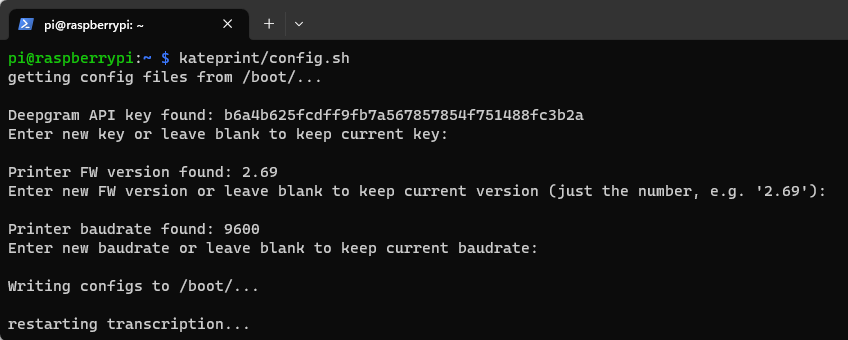 pi@raspberrypi: ~
pi@raspberrypi:~ $ kateprint/config.sh
getting config files from /boot/...
Deepgram API key found: b6a4b625fcdff9fb7a567857854f751488fc3b2a
Enter new key or leave blank to keep current key:
Printer FW version found: 2.69
Enter new FW version or leave blank to keep current version (just the number, e.g. '2.69'):
Printer baudrate found: 9600
Enter new baudrate or leave blank to keep current baudrate:
Writing configs to /boot/...
restarting transcription...